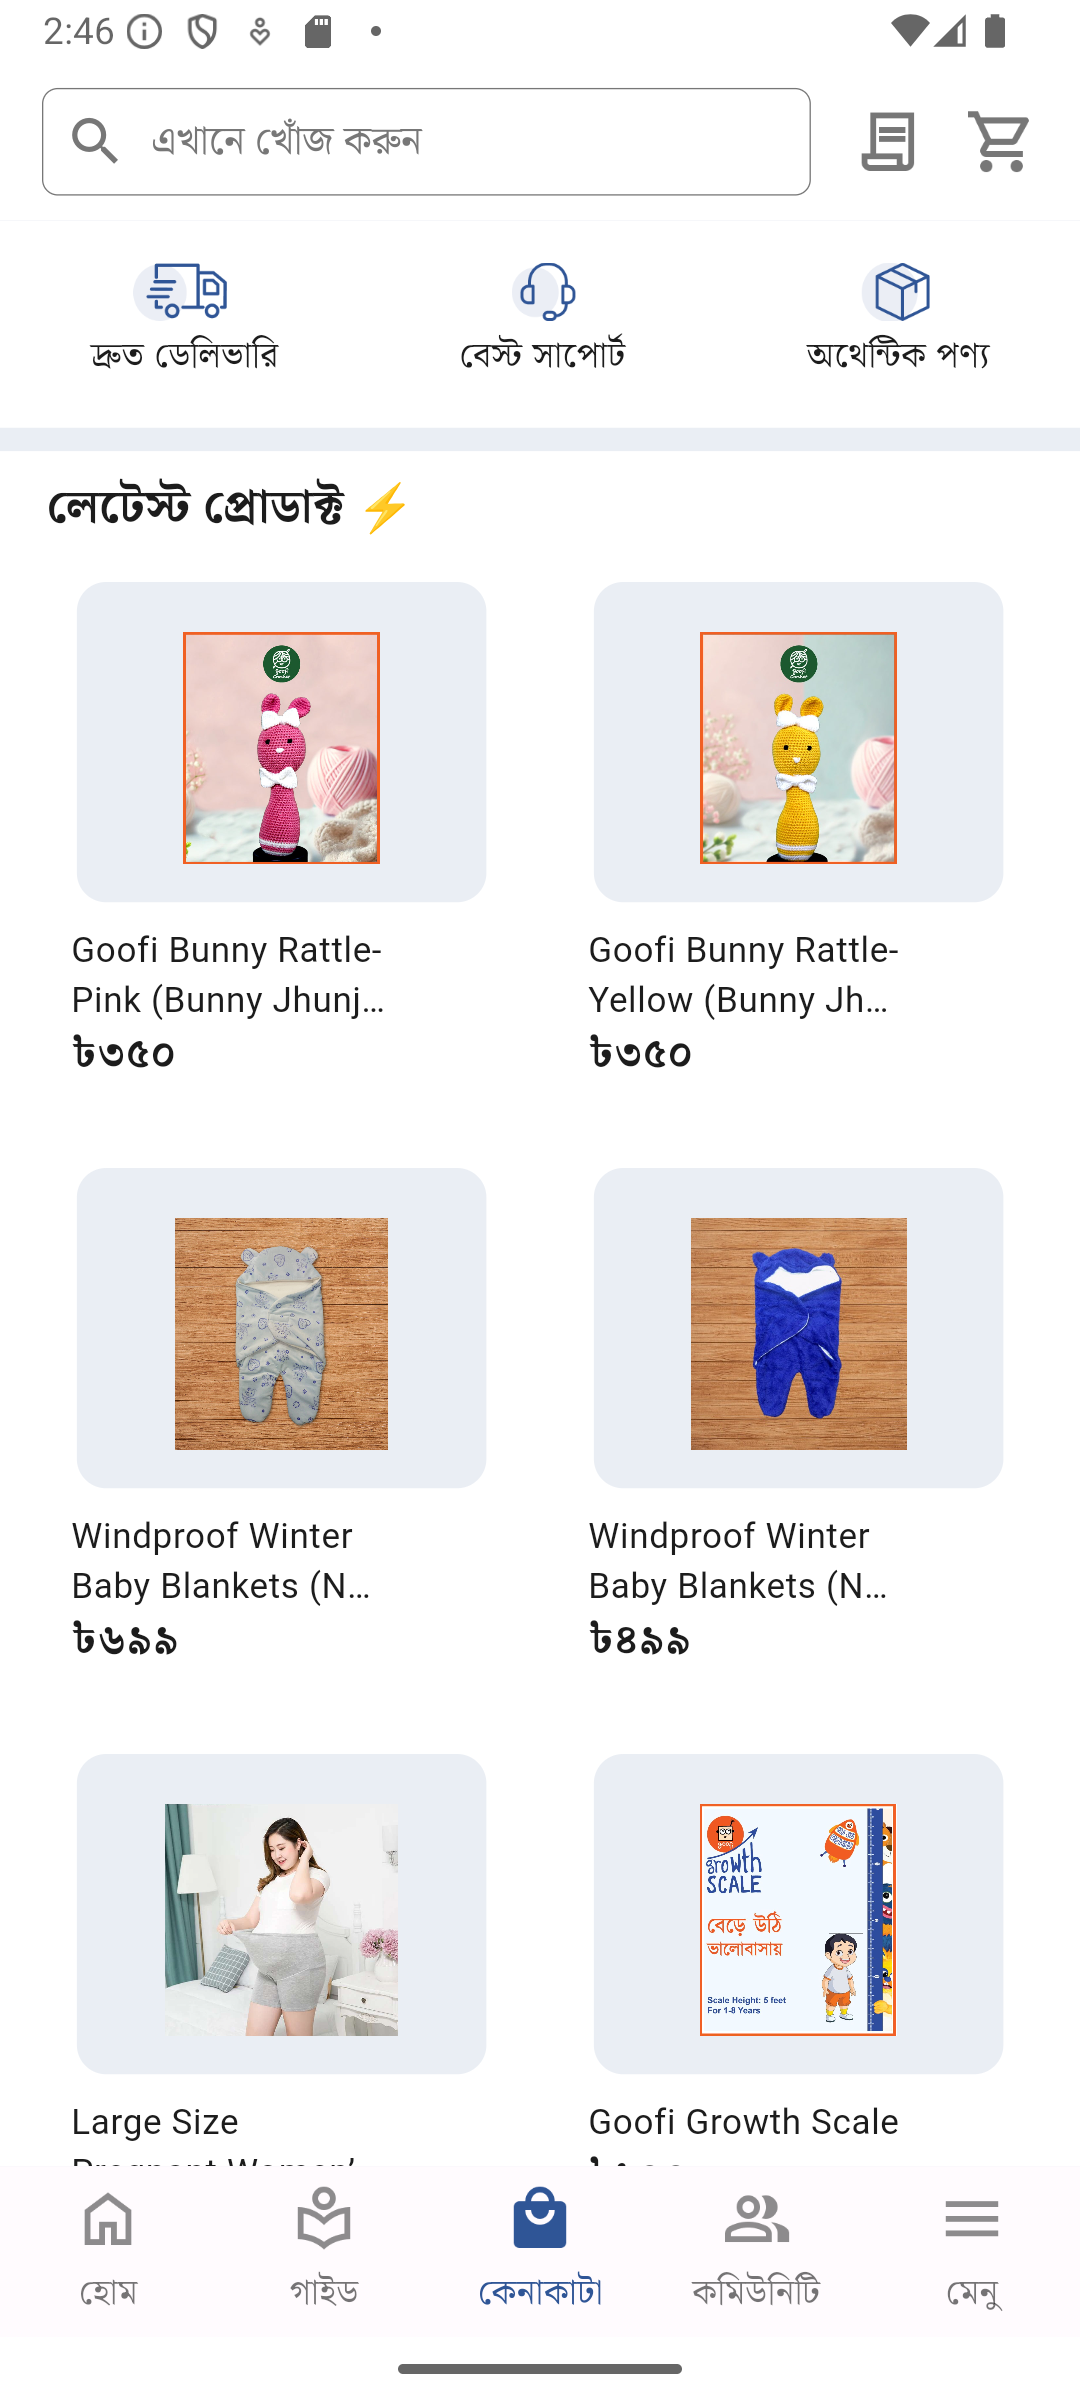 2:46
এখানে খোঁজ করুন
দ্রুত ডেলিভারি
বেস্ট সাপোর্ট
অথেন্টিক পণ্য
লেটেস্ট প্রোডাক্ট ⚡
Goofi Bunny Rattle-
Pink (Bunny Jhunj...
৳৩৫০
Goofi Bunny Rattle-
Yellow (Bunny Jh...
৳৩৫০
Windproof Winter
Baby Blankets (N...
৳৬৯৯
Windproof Winter
Baby Blankets (N...
৳৪৯৯
growth
SCALE
বেড়ে উঠি
ভালোবাসায়
Scale Height: 5 feet
For 1-8 Years
Large Size
Pregnant Women'
Goofi Growth Scale
হোম
গাইড
কেনাকাটা
কমিউনিটি
মেনু